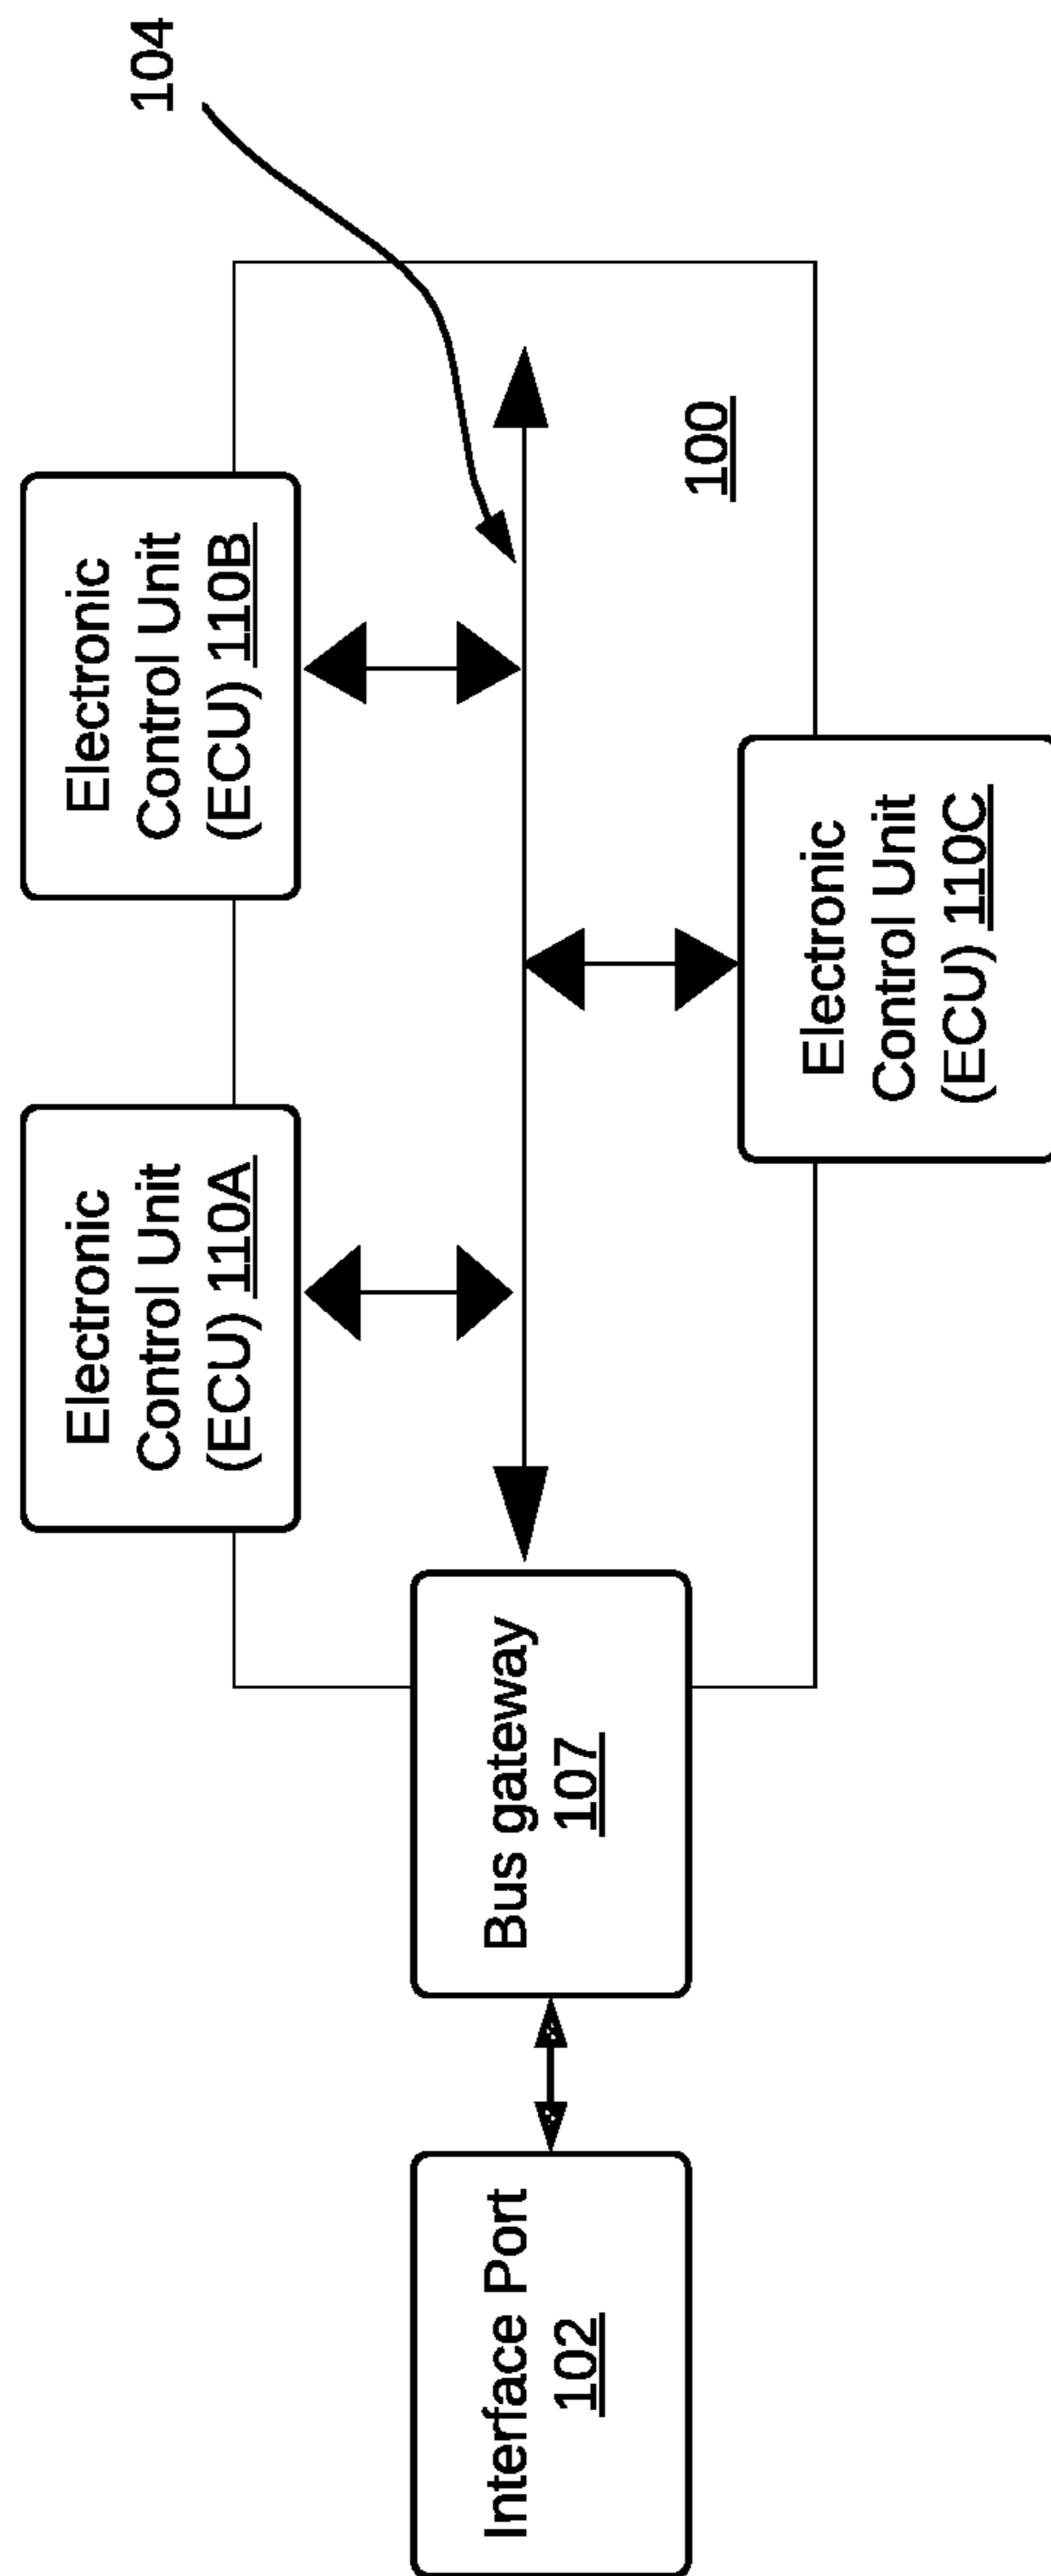 104
Electronic
Control Unit
(ECU) 110A
Electronic
Control Unit
(ECU) 110B
Interface Port
102
Bus gateway
107
100
Electronic
Control Unit
(ECU) 110C